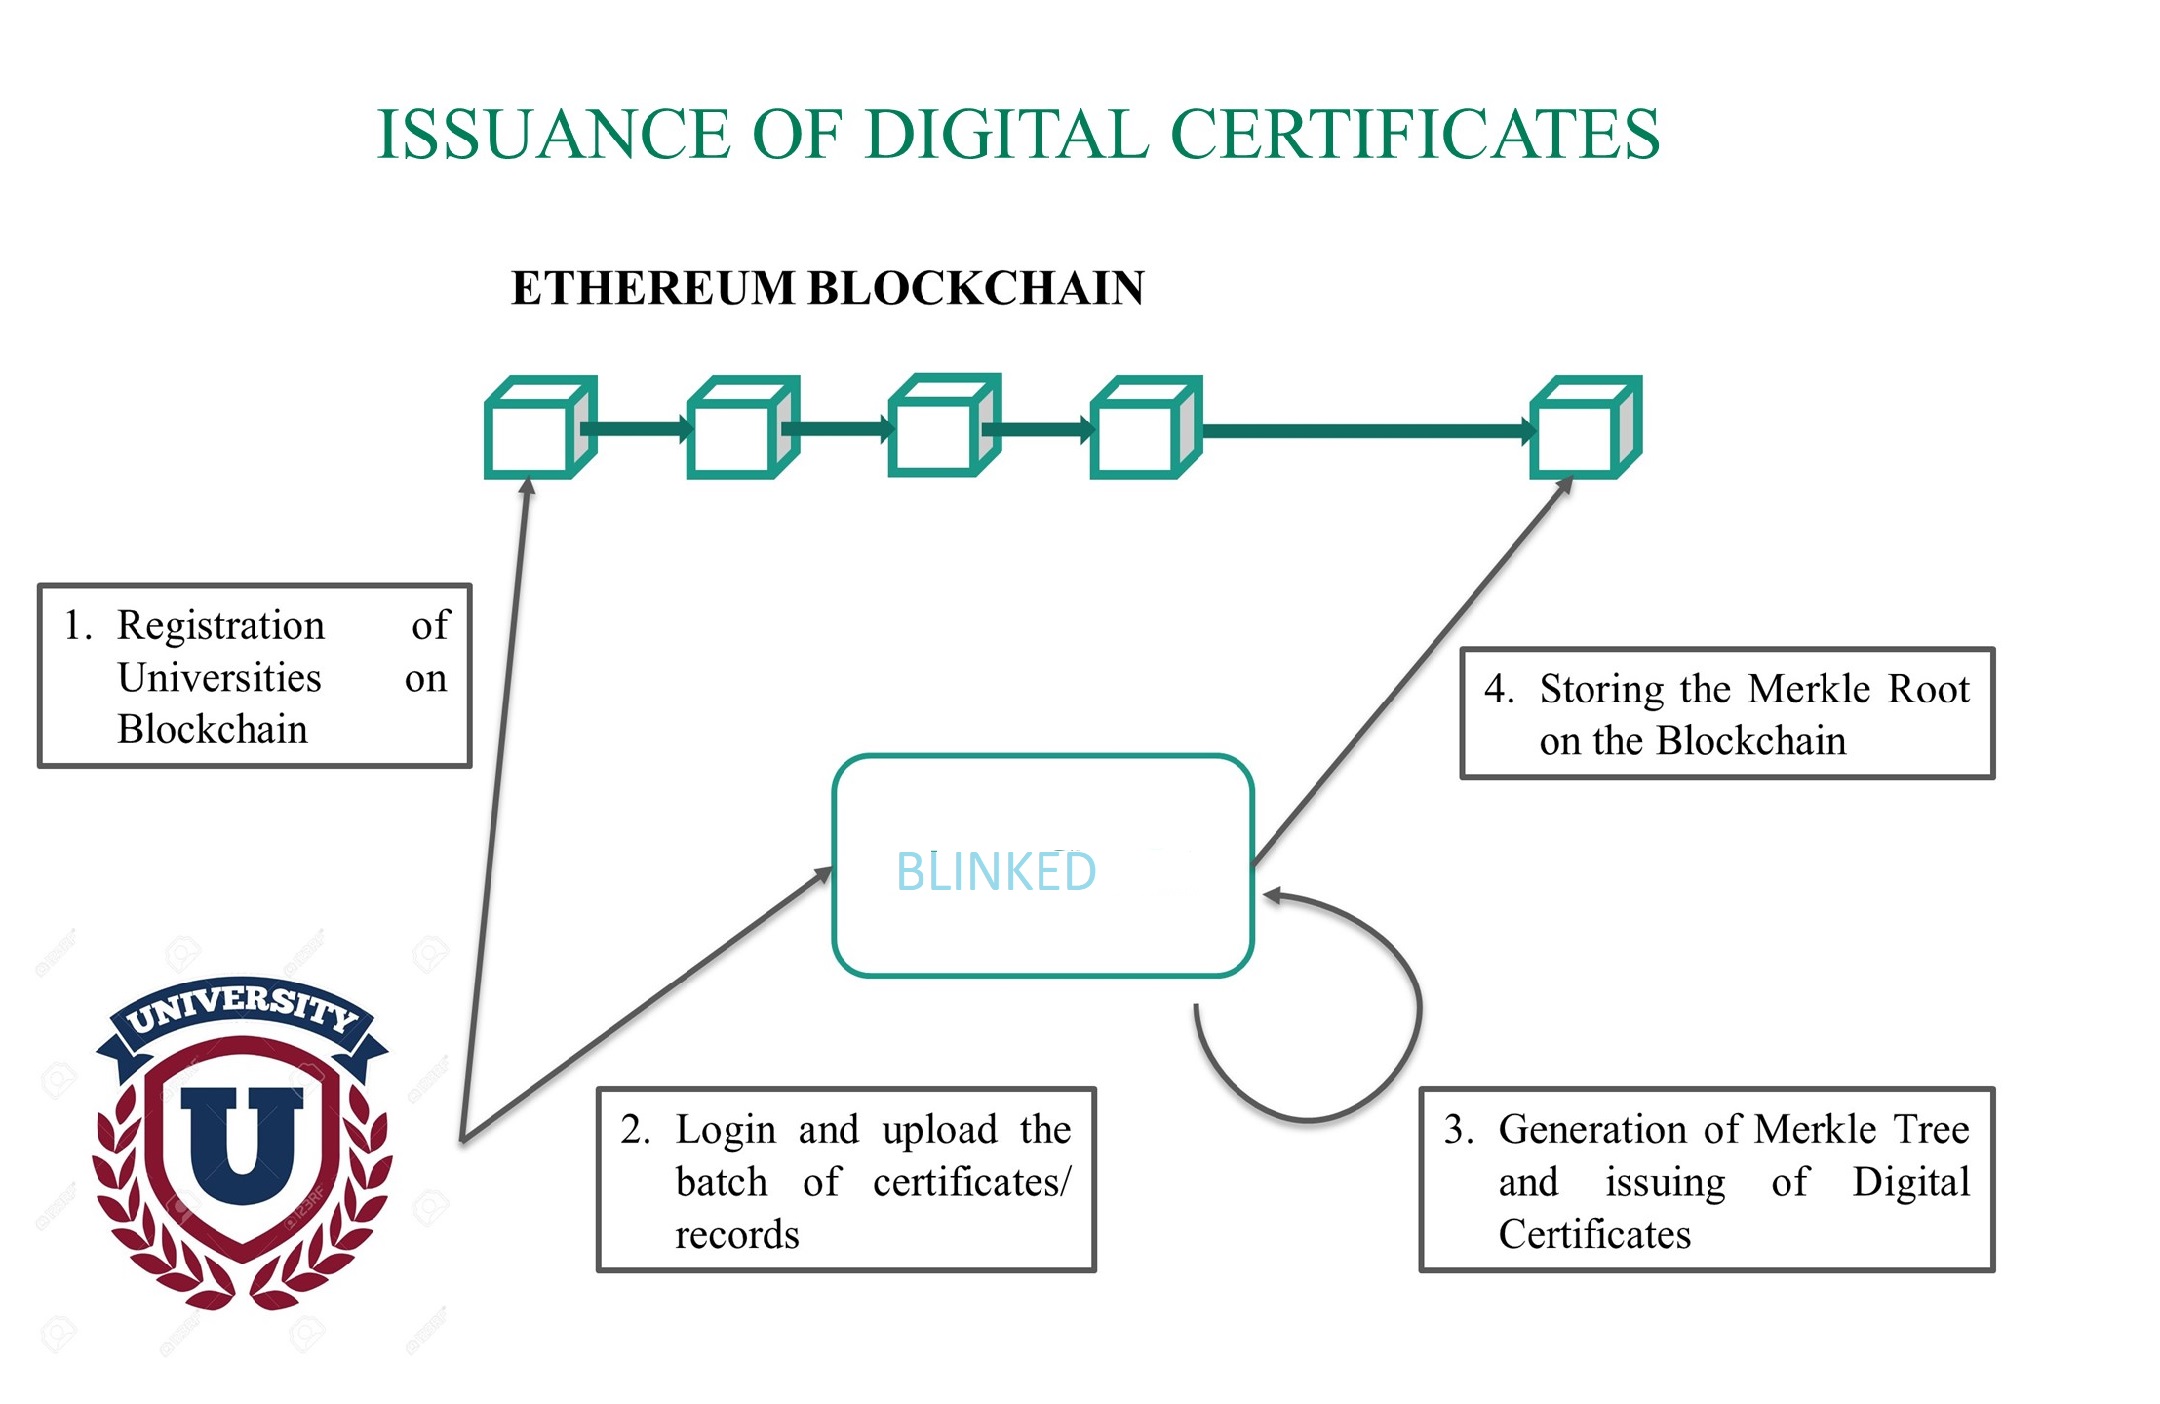 ISSUANCE OF DIGITAL CERTIFICATES
ETHEREUM BLOCKCHAIN
1. Registration of
Universities on
Blockchain
4. Storing the Merkle Root
on the Blockchain
BLINKED
UNIVERSITY
U
2. Login and upload the
batch of certificates/
records
3. Generation of Merkle Tree
and issuing of Digital
Certificates
123RF